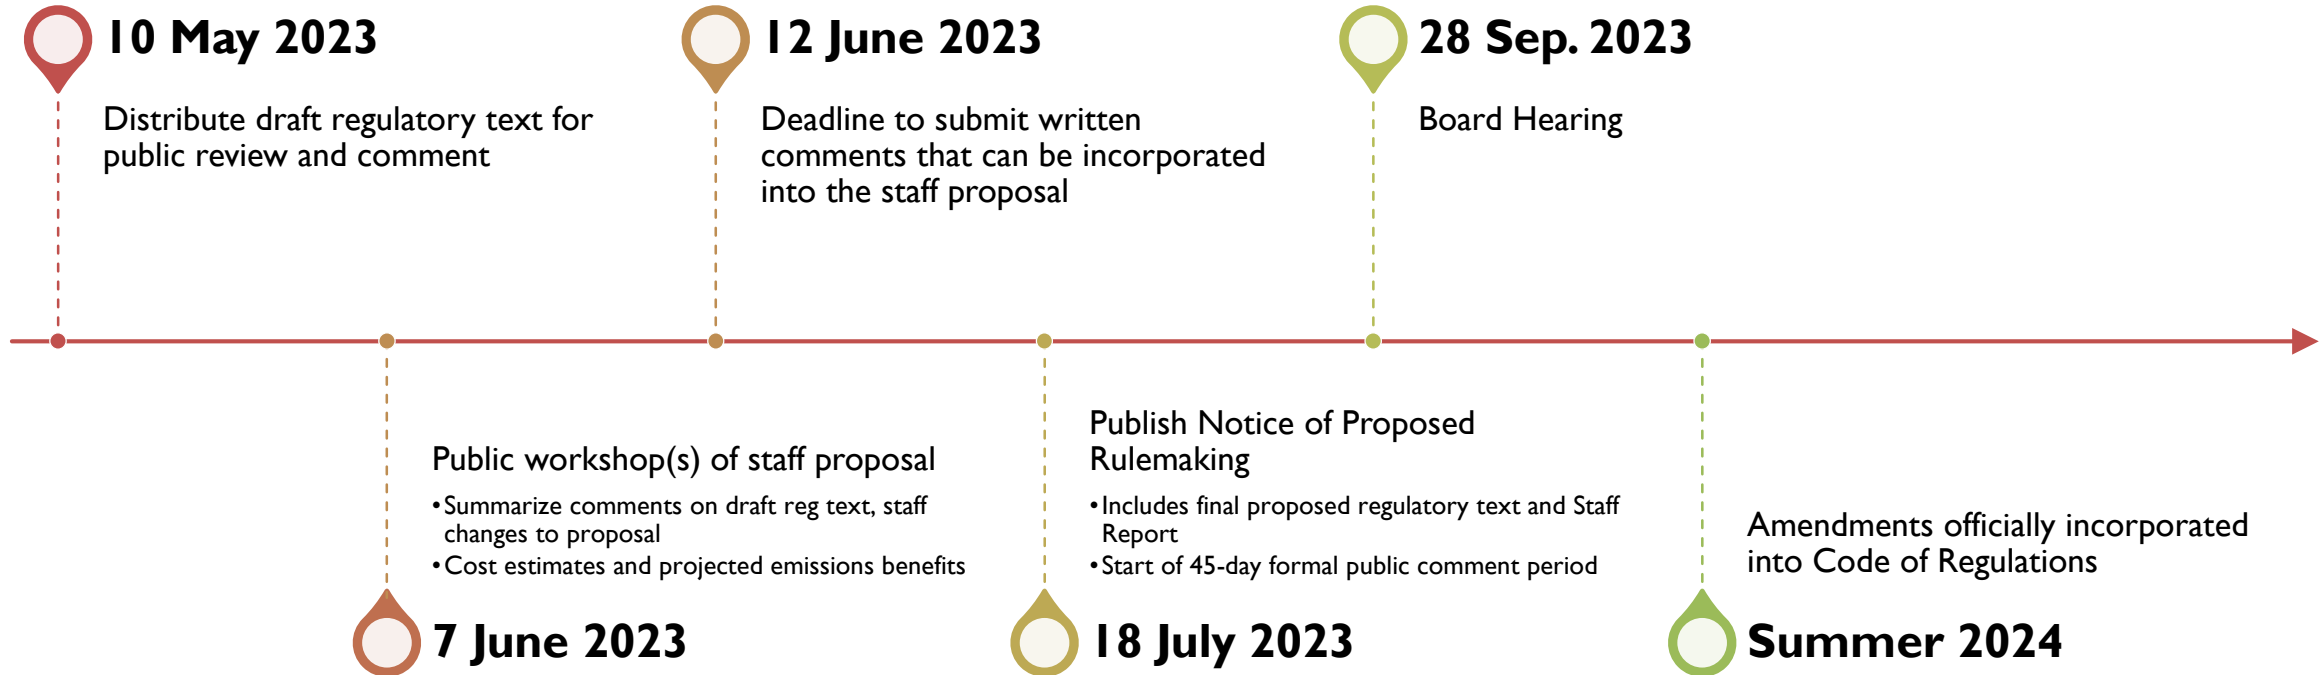 10 May 2023
Distribute draft regulatory text for
public review and comment
12 June 2023
Deadline to submit written
comments that can be incorporated
into the staff proposal
28 Sep. 2023
Board Hearing
Public workshop(s) of staff proposal
•Summarize comments on draft reg text, staff
changes to proposal
•Cost estimates and projected emissions benefits
7 June 2023
Publish Notice of Proposed
Rulemaking
•Includes final proposed regulatory text and Staff
Report
•Start of 45-day formal public comment period
18 July 2023
Amendments officially incorporated
into Code of Regulations
Summer 2024